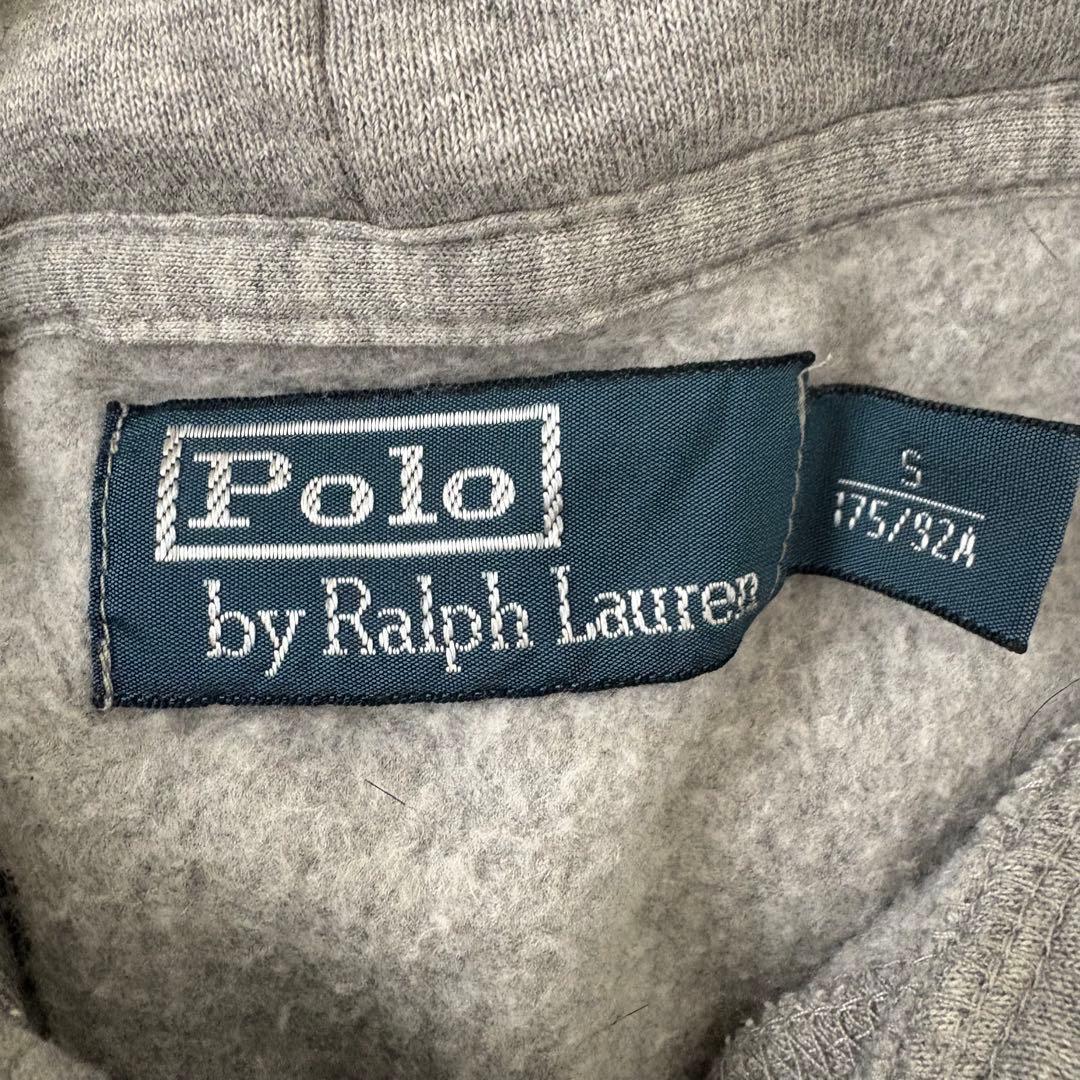 Polo
by Ralph Lauren
S
175/92A